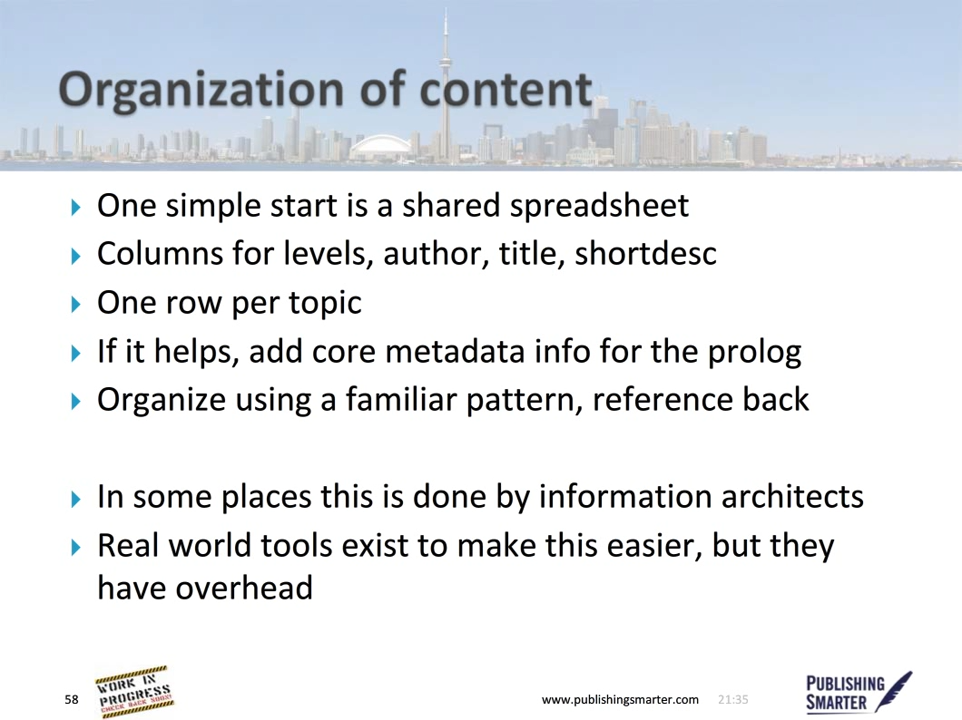 Organization of content
One simple start is a shared spreadsheet
Columns for levels, author, title, shortdesc
One row per topic
If it helps, add core metadata info for the prolog
Organize using a familiar pattern, reference back
In some places this is done by information architects
Real world tools exist to make this easier, but they
have overhead
58
WORK IN
PROGRESS
CHECK BACK SOON!
www.publishingsmarter.com
21:35
PUBLISHING
SMARTER